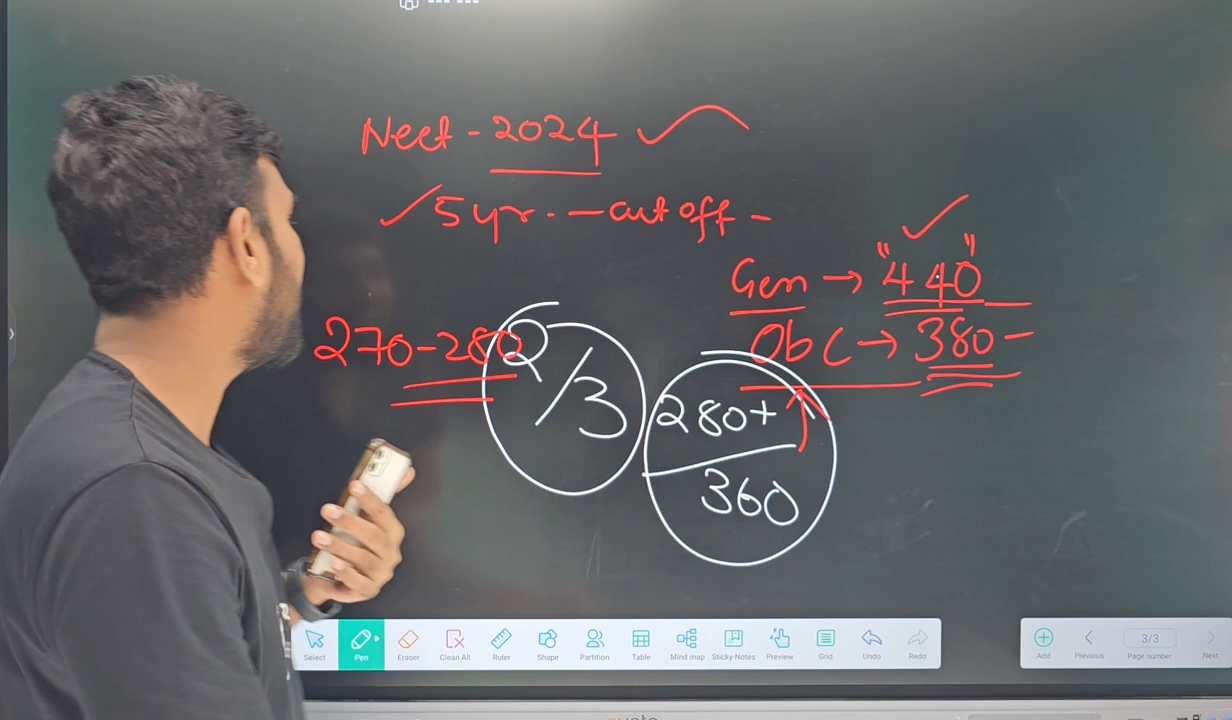 Neet - 2024
✓ 5 yr. - cut off -
Gen → "440"
Obc → 380 -
270-280
2/3
280+
360
Select
Pen
Eraser
Clean All
Ruler
Shape
Partition
Table
Mind map
Sticky-Notes
Preview
Grid
Undo
Redo
Add
Previous
3/3
Page number
Next